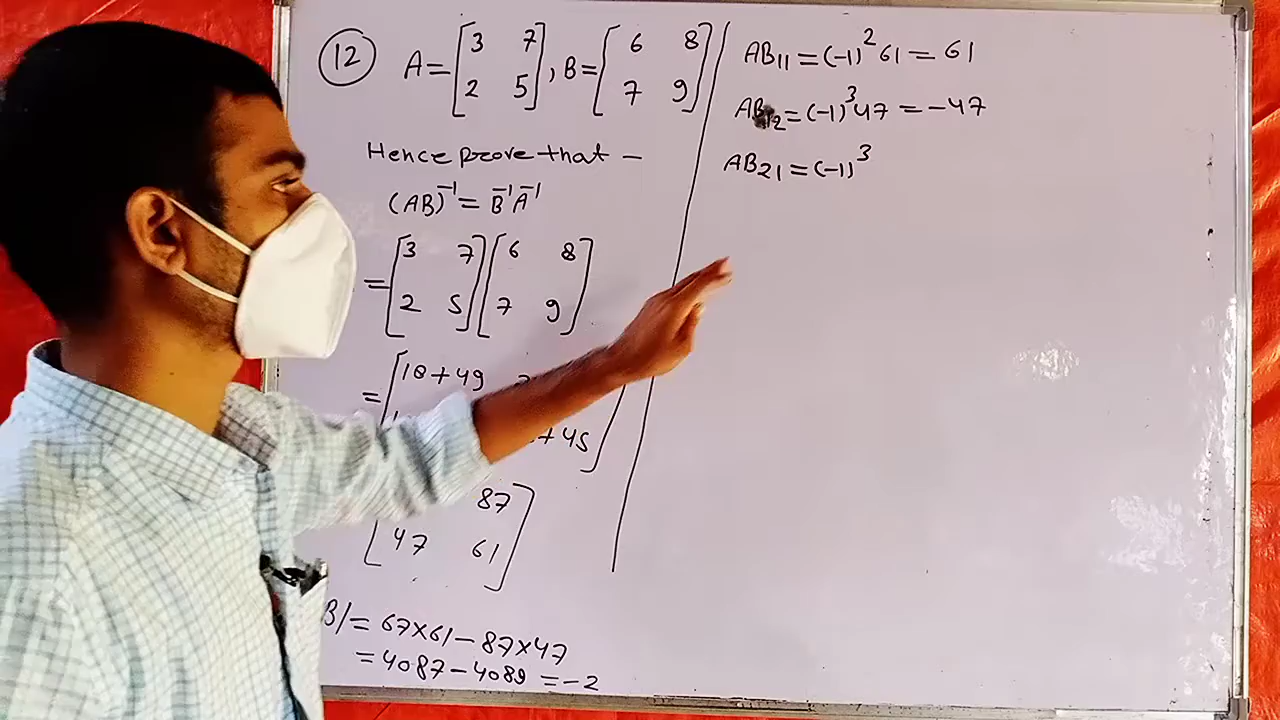 12 A = [3 7 2 5], B = [6 8 7 9]
Hence prove that –
(AB)⁻¹ = B⁻¹A⁻¹
= [3 7 2 5] [6 8 7 9]
= [18 + 49
+ 45]
87
47 61]
B| = 67×61 – 87×47
= 4087 – 4089 = –2
AB₁₁ = (–1)² 61 = 61
AB₁₂ = (–1)³ 47 = –47
AB₂₁ = (–1)³